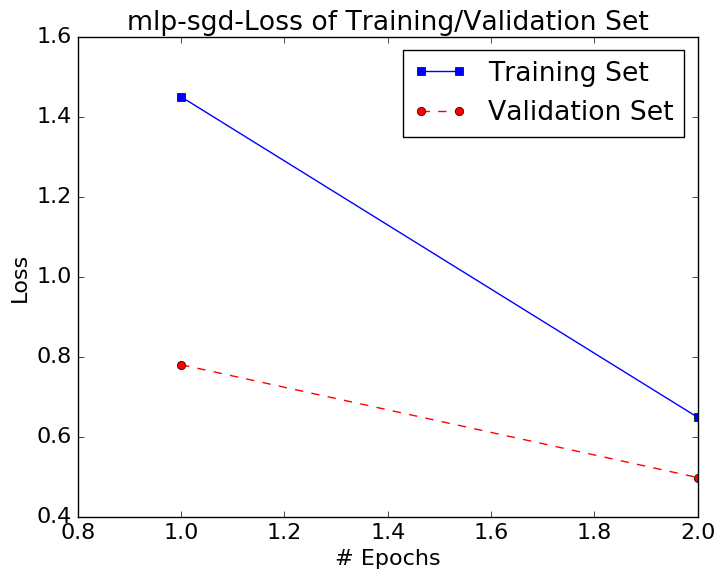 mlp-sgd-Loss of Training/Validation Set
1.6
1.4
1.2
1.0
0.8
0.6
0.4
Loss
Training Set
Validation Set
0.8 1.0 1.2 1.4 1.6 1.8 2.0
# Epochs